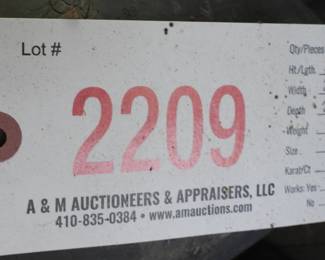 Lot #
2209
A & M AUCTIONEERS & APPRAISERS, LLC
410-835-0384 • www.amauctions.com
Qty/Pieces
Ht./Lgth.
Width
Depth
Weight
Size
Karat/Ct
Works: Yes
No